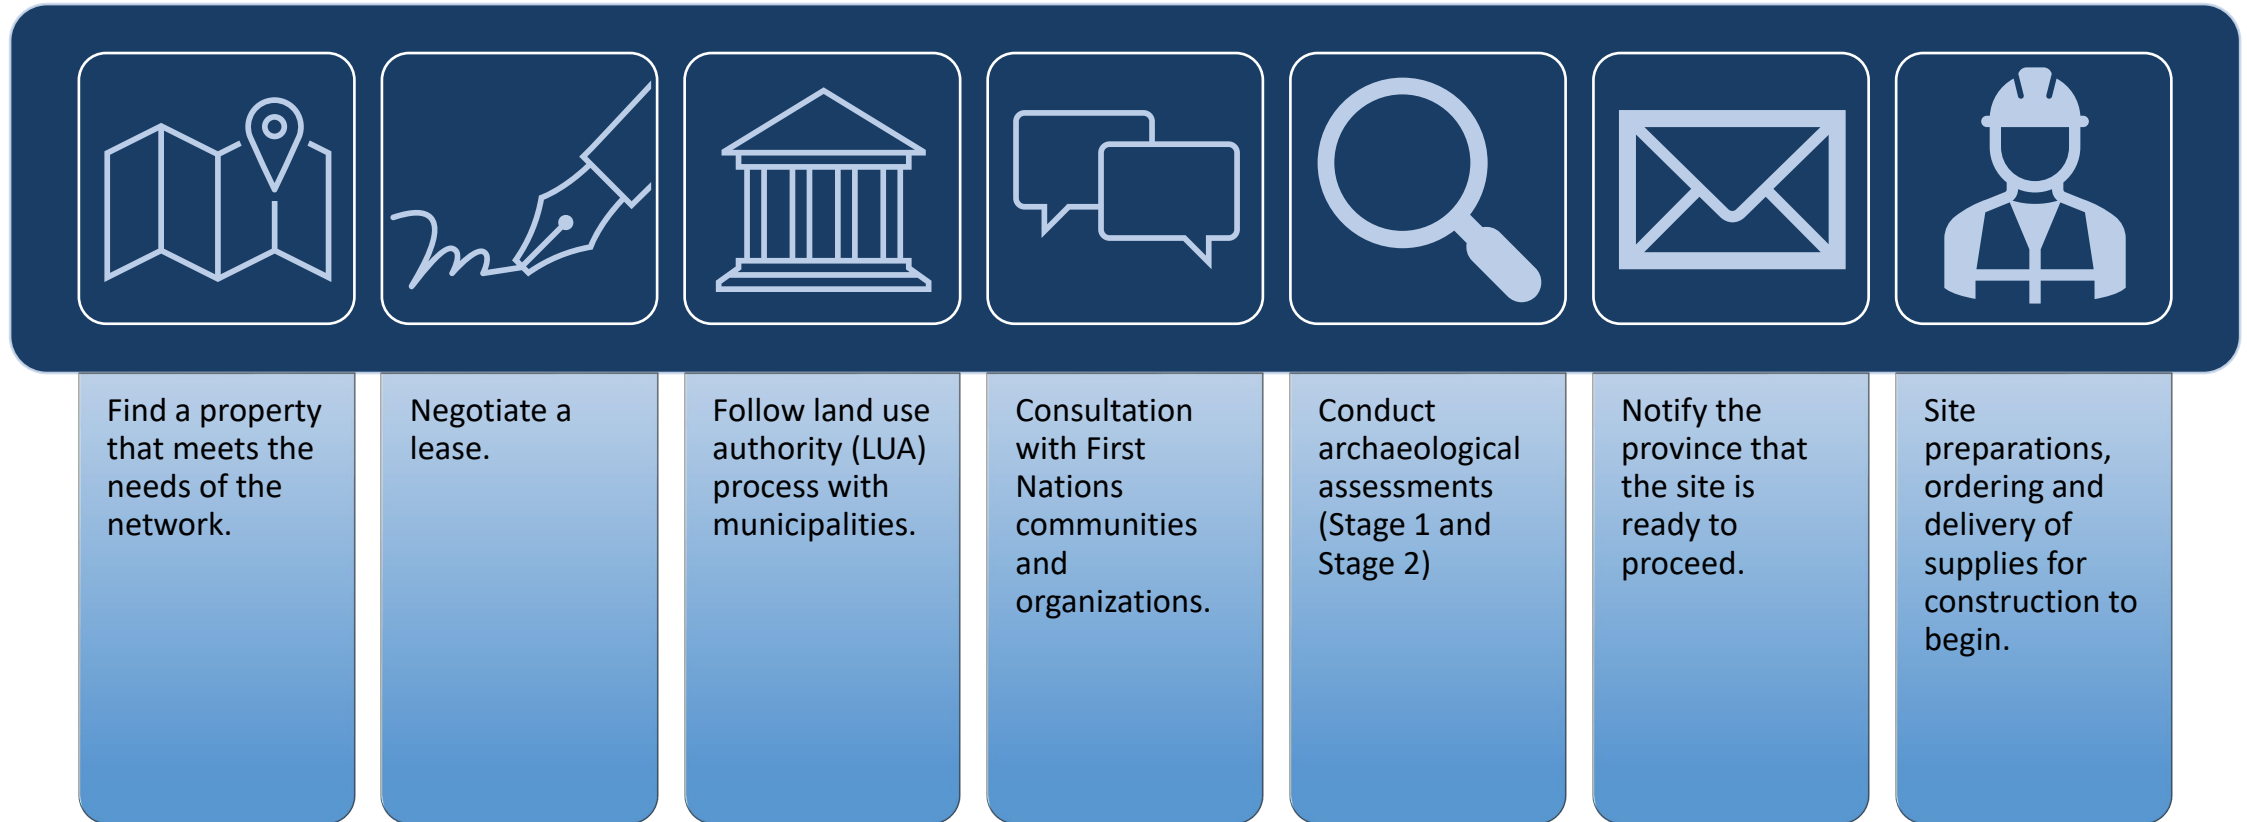 Find a property
that meets the
needs of the
network.
Negotiate a
lease.
Follow land use
authority (LUA)
process with
municipalities.
Consultation
with First
Nations
communities
and
organizations.
Conduct
archaeological
assessments
(Stage 1 and
Stage 2)
Notify the
province that
the site is
ready to
proceed.
Site
preparations,
ordering and
delivery of
supplies for
construction to
begin.